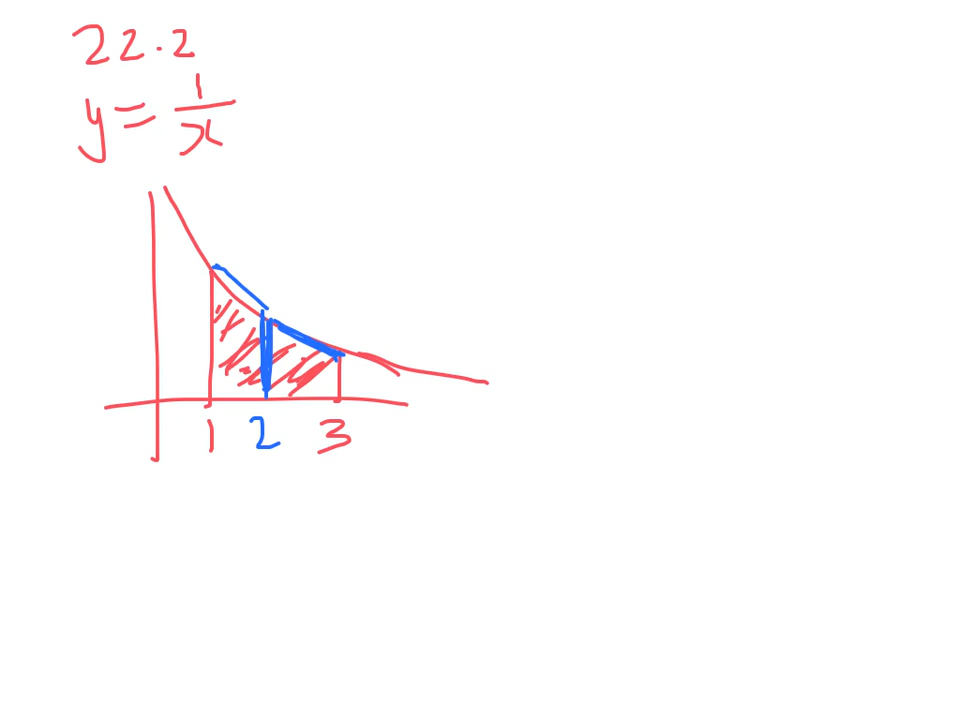 22.2
y = 1/x
1 2 3